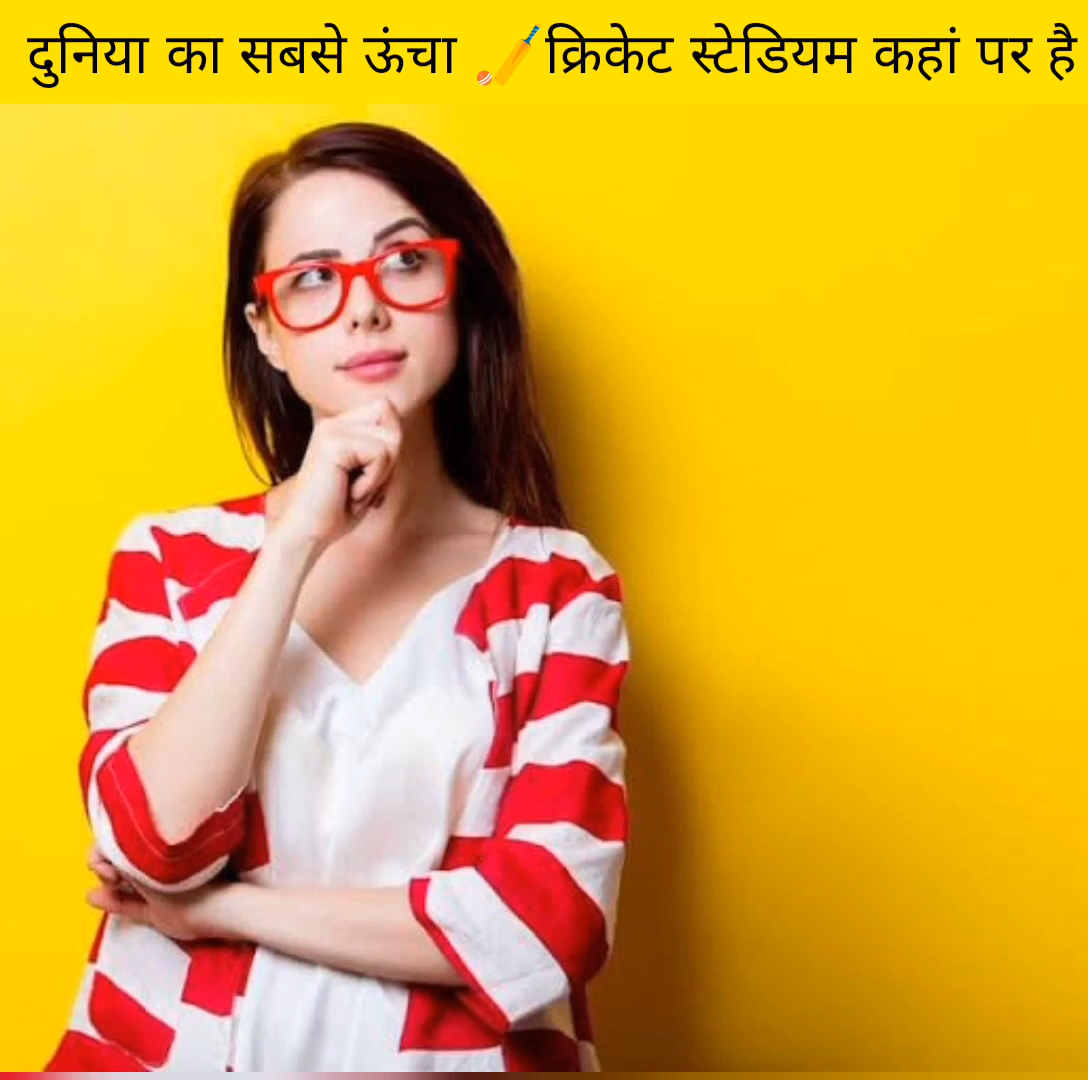 दुनिया का सबसे ऊंचा 🏏क्रिकेट स्टेडियम कहां पर है